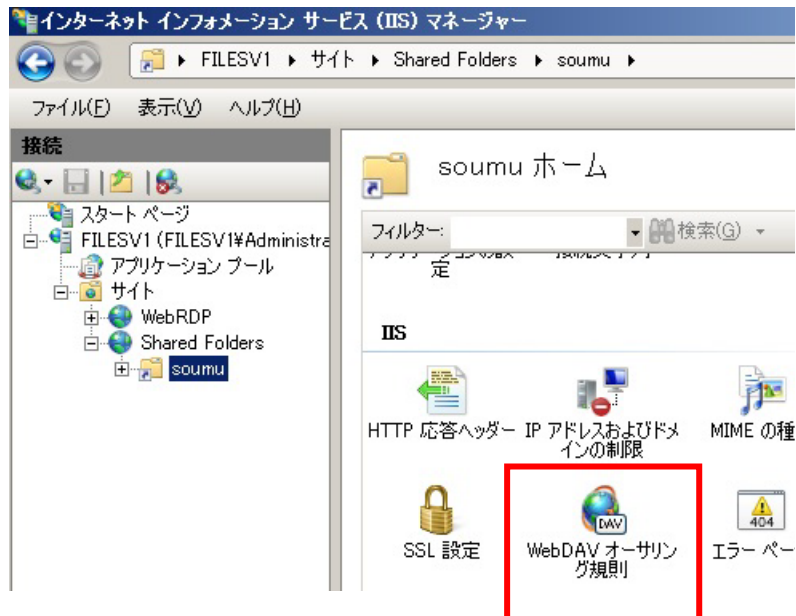 インターネット インフォメーション サービス (IIS) マネージャー
FILESV1 サイト Shared Folders soumu
ファイル(F) 表示(V) ヘルプ(H)
接続
スタート ページ
FILESV1 (FILESV1¥Administra
アプリケーション プール
サイト
WebRDP
Shared Folders
soumu
soumu ホーム
フィルター: 検索(G)
定
IIS
HTTP 応答ヘッダー
IP アドレスおよびドメ
インの制限
MIME の種
SSL 設定
DAV
WebDAV オーサリン
グ規則
404
エラー ペー